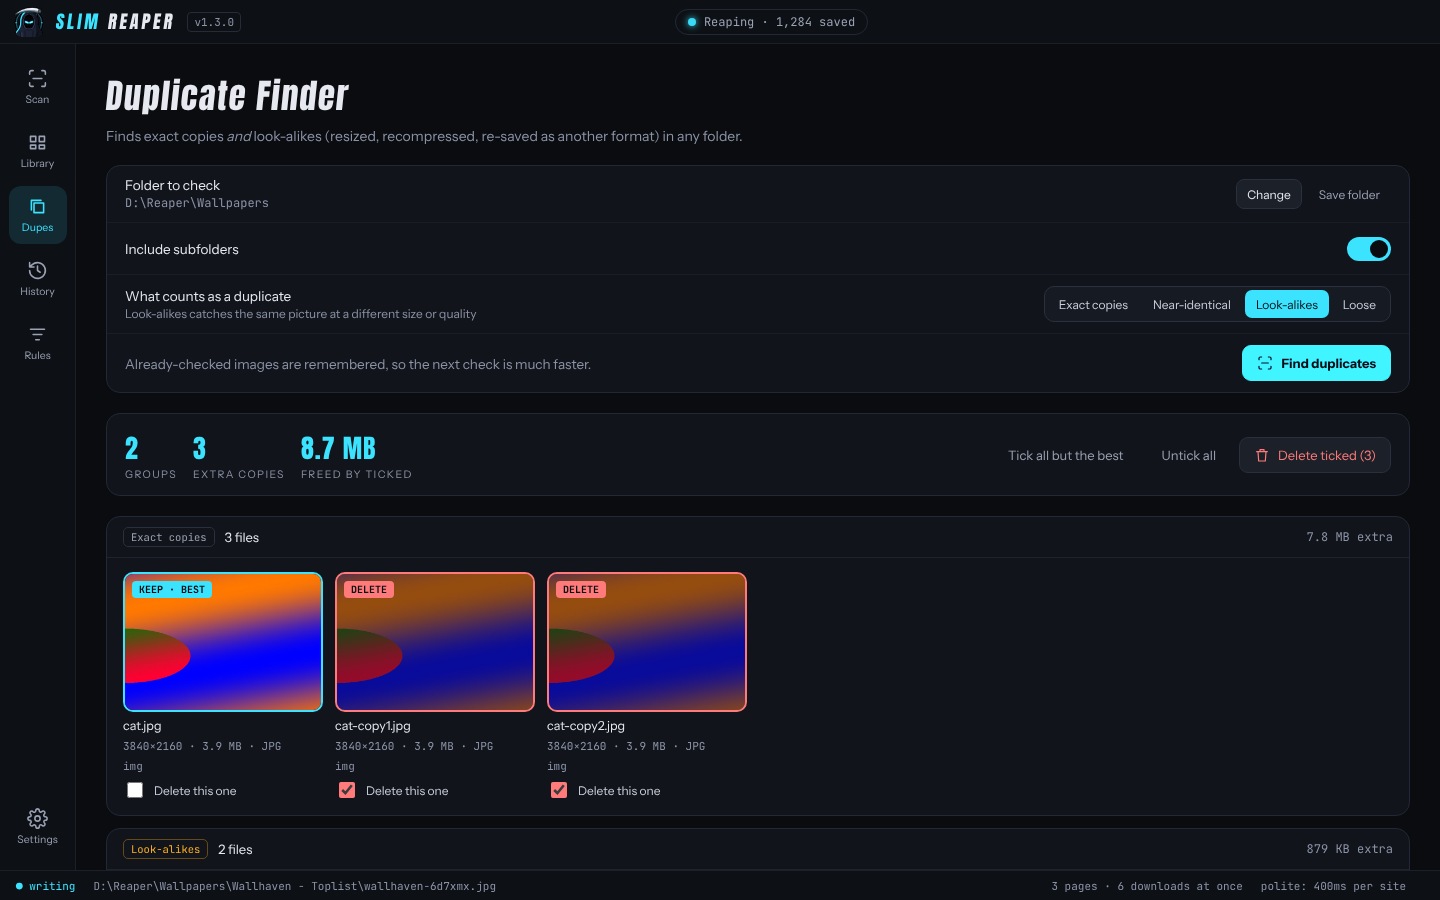 SLIM REAPER v1.3.0 Reaping · 1,284 saved
Scan
Library
Dupes
History
Rules
Settings
Duplicate Finder
Finds exact copies and look-alikes (resized, recompressed, re-saved as another format) in any folder.
Folder to check
D:\Reaper\Wallpapers
Change Save folder
Include subfolders
What counts as a duplicate
Look-alikes catches the same picture at a different size or quality
Exact copies Near-identical Look-alikes Loose
Already-checked images are remembered, so the next check is much faster.
Find duplicates
2 3 8.7 MB
GROUPS EXTRA COPIES FREED BY TICKED
Tick all but the best Untick all Delete ticked (3)
Exact copies 3 files 7.8 MB extra
KEEP · BEST DELETE DELETE
cat.jpg cat-copy1.jpg cat-copy2.jpg
3840×2160 · 3.9 MB · JPG 3840×2160 · 3.9 MB · JPG 3840×2160 · 3.9 MB · JPG
img img img
Delete this one Delete this one Delete this one
Look-alikes 2 files 879 KB extra
writing D:\Reaper\Wallpapers\Wallhaven - Toplist\wallhaven-6d7xmx.jpg 3 pages · 6 downloads at once polite: 400ms per site